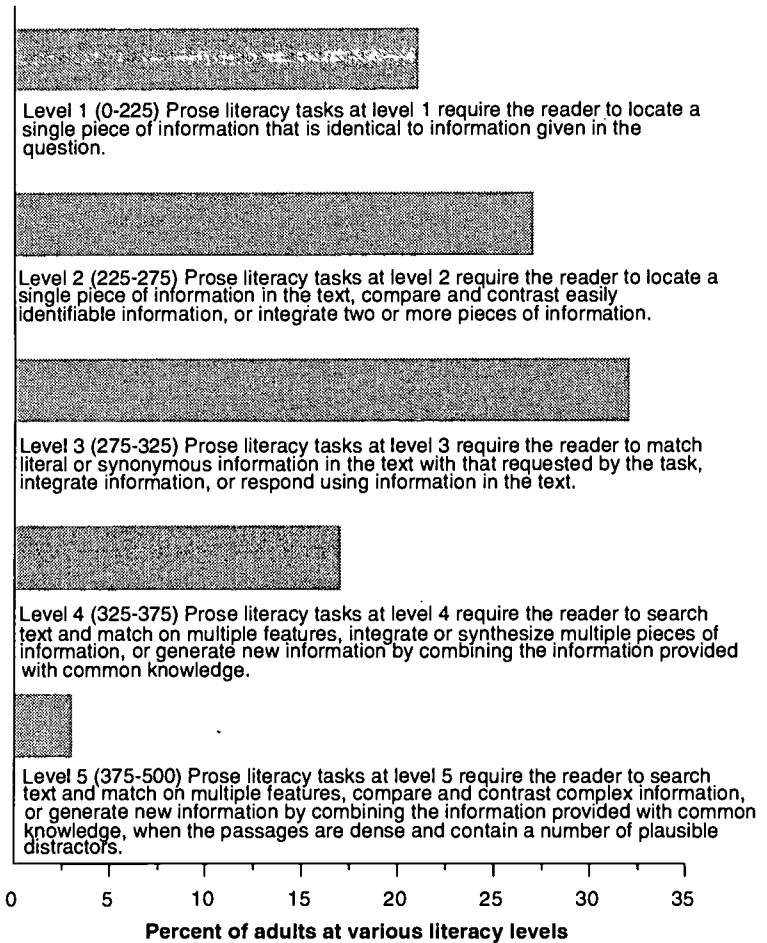 Level 1 (0-225) Prose literacy tasks at level 1 require the reader to locate a
single piece of information that is identical to information given in the
question.
Level 2 (225-275) Prose literacy tasks at level 2 require the reader to locate a
single piece of information in the text, compare and contrast easily
identifiable information, or integrate two or more pieces of information.
Level 3 (275-325) Prose literacy tasks at level 3 require the reader to match
literal or synonymous information in the text with that requested by the task,
integrate information, or respond using information in the text.
Level 4 (325-375) Prose literacy tasks at level 4 require the reader to search
text and match on multiple features, integrate or synthesize multiple pieces of
information, or generate new information by combining the information provided
with common knowledge.
Level 5 (375-500) Prose literacy tasks at level 5 require the reader to search
text and match on multiple features, compare and contrast complex information,
or generate new information by combining the information provided with common
knowledge, when the passages are dense and contain a number of plausible
distractors.
0 5 10 15 20 25 30 35
Percent of adults at various literacy levels